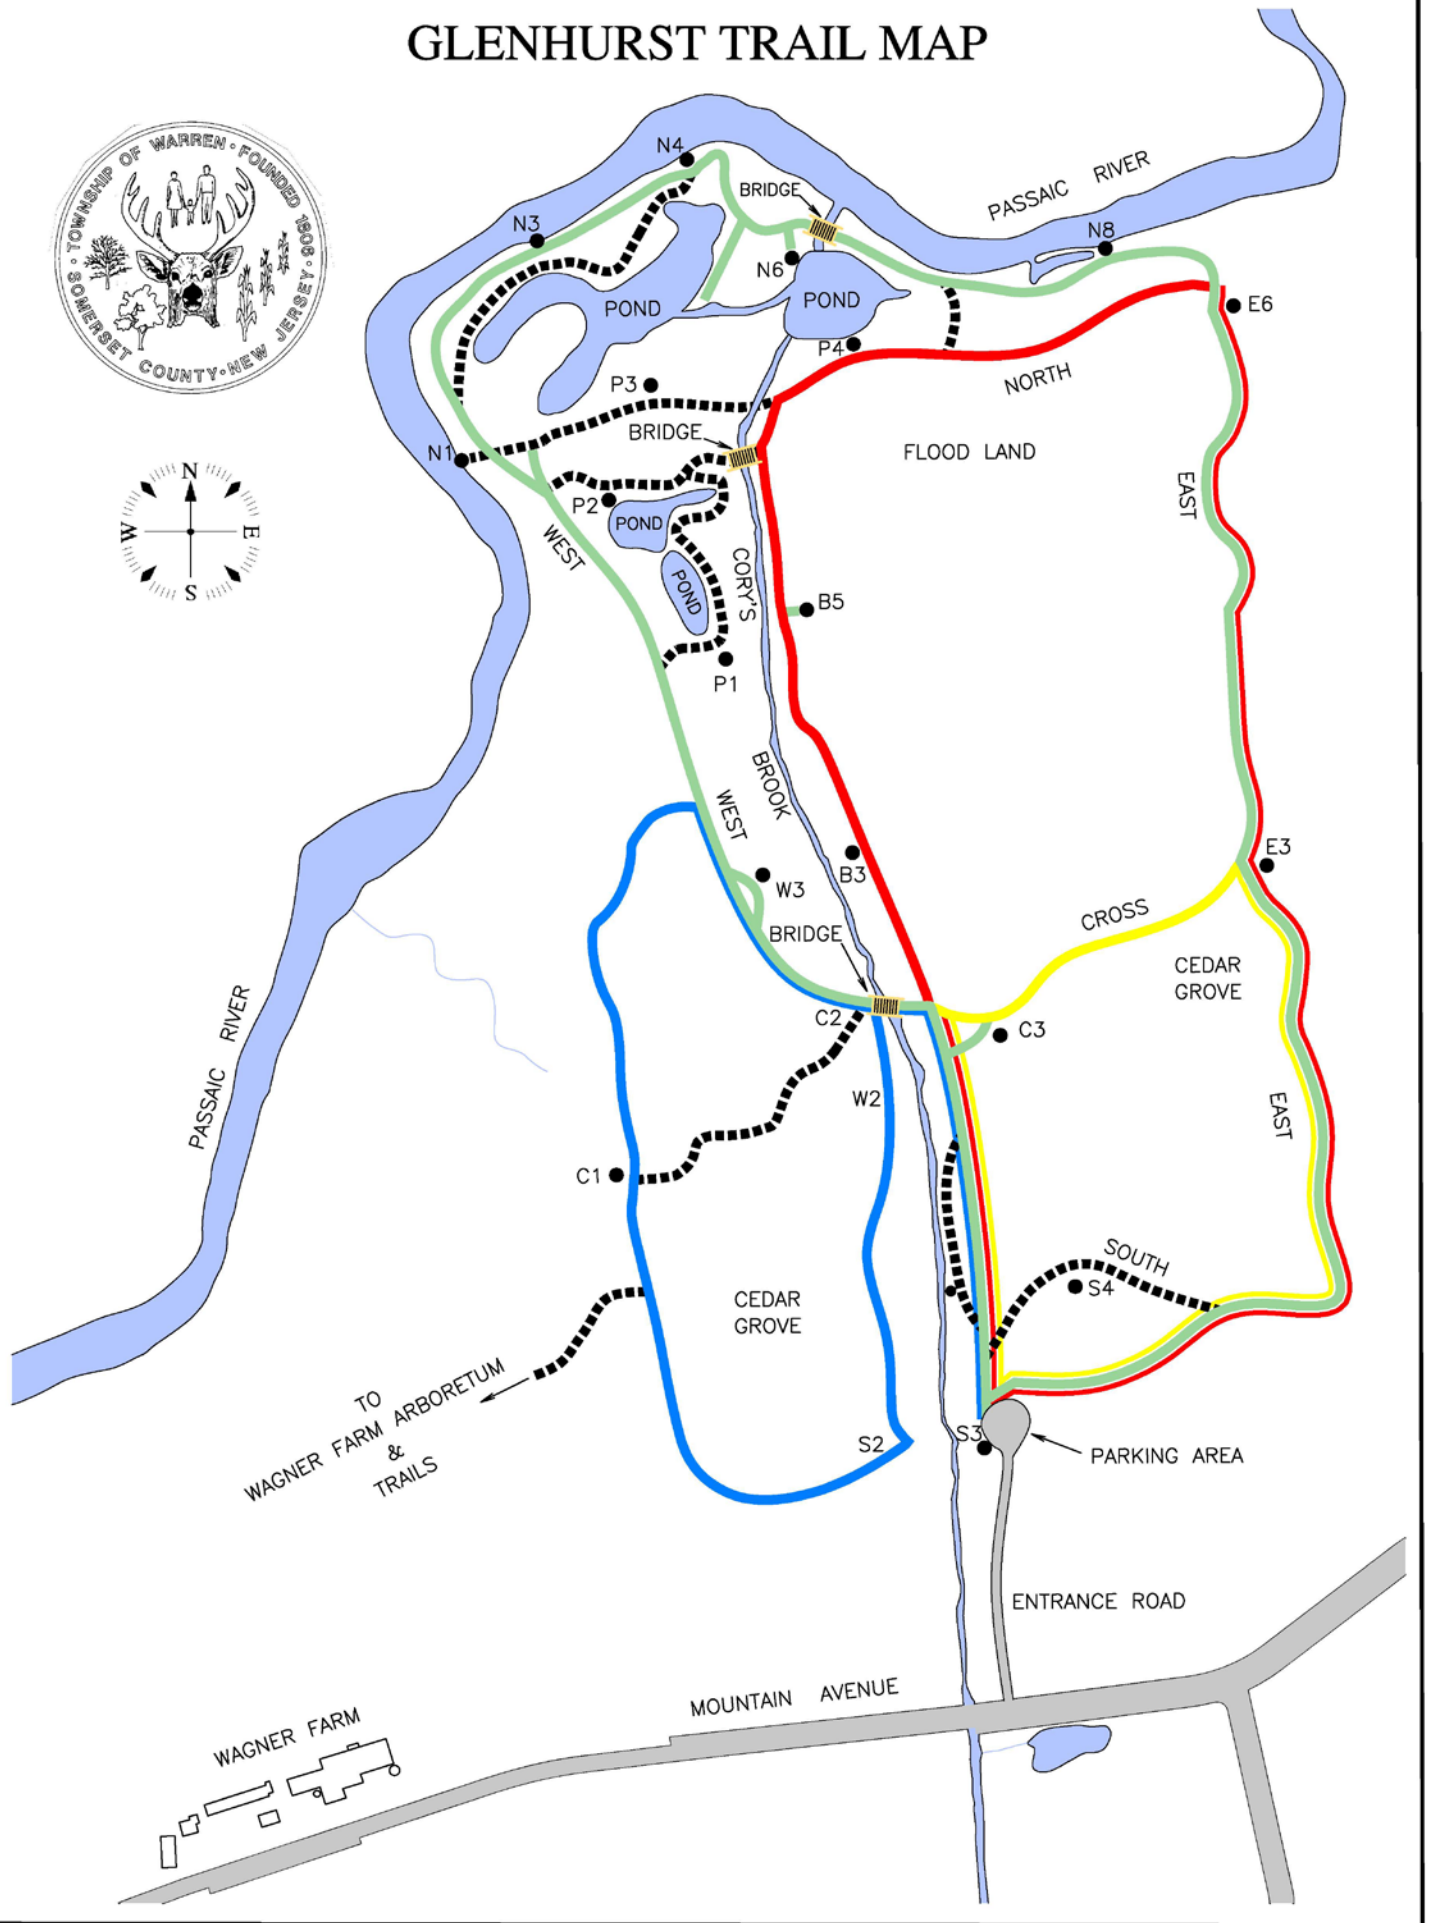 GLENHURST TRAIL MAP
TOWNSHIP OF WARREN · FOUNDED 1806 ·
SOMERSET COUNTY · NEW JERSEY ·
N
W
E
S
N4
BRIDGE
PASSAIC RIVER
N3
N8
N6
POND
POND
E6
P4
P3
NORTH
BRIDGE
N1
FLOOD LAND
EAST
P2
POND
WEST
POND
CORY'S
B5
P1
BROOK
WEST
E3
B3
W3
CROSS
BRIDGE
CEDAR
GROVE
C2
C3
PASSAIC RIVER
W2
EAST
C1
SOUTH
S4
CEDAR
GROVE
TO
WAGNER FARM ARBORETUM
&
TRAILS
S2
S3
PARKING AREA
ENTRANCE ROAD
MOUNTAIN AVENUE
WAGNER FARM